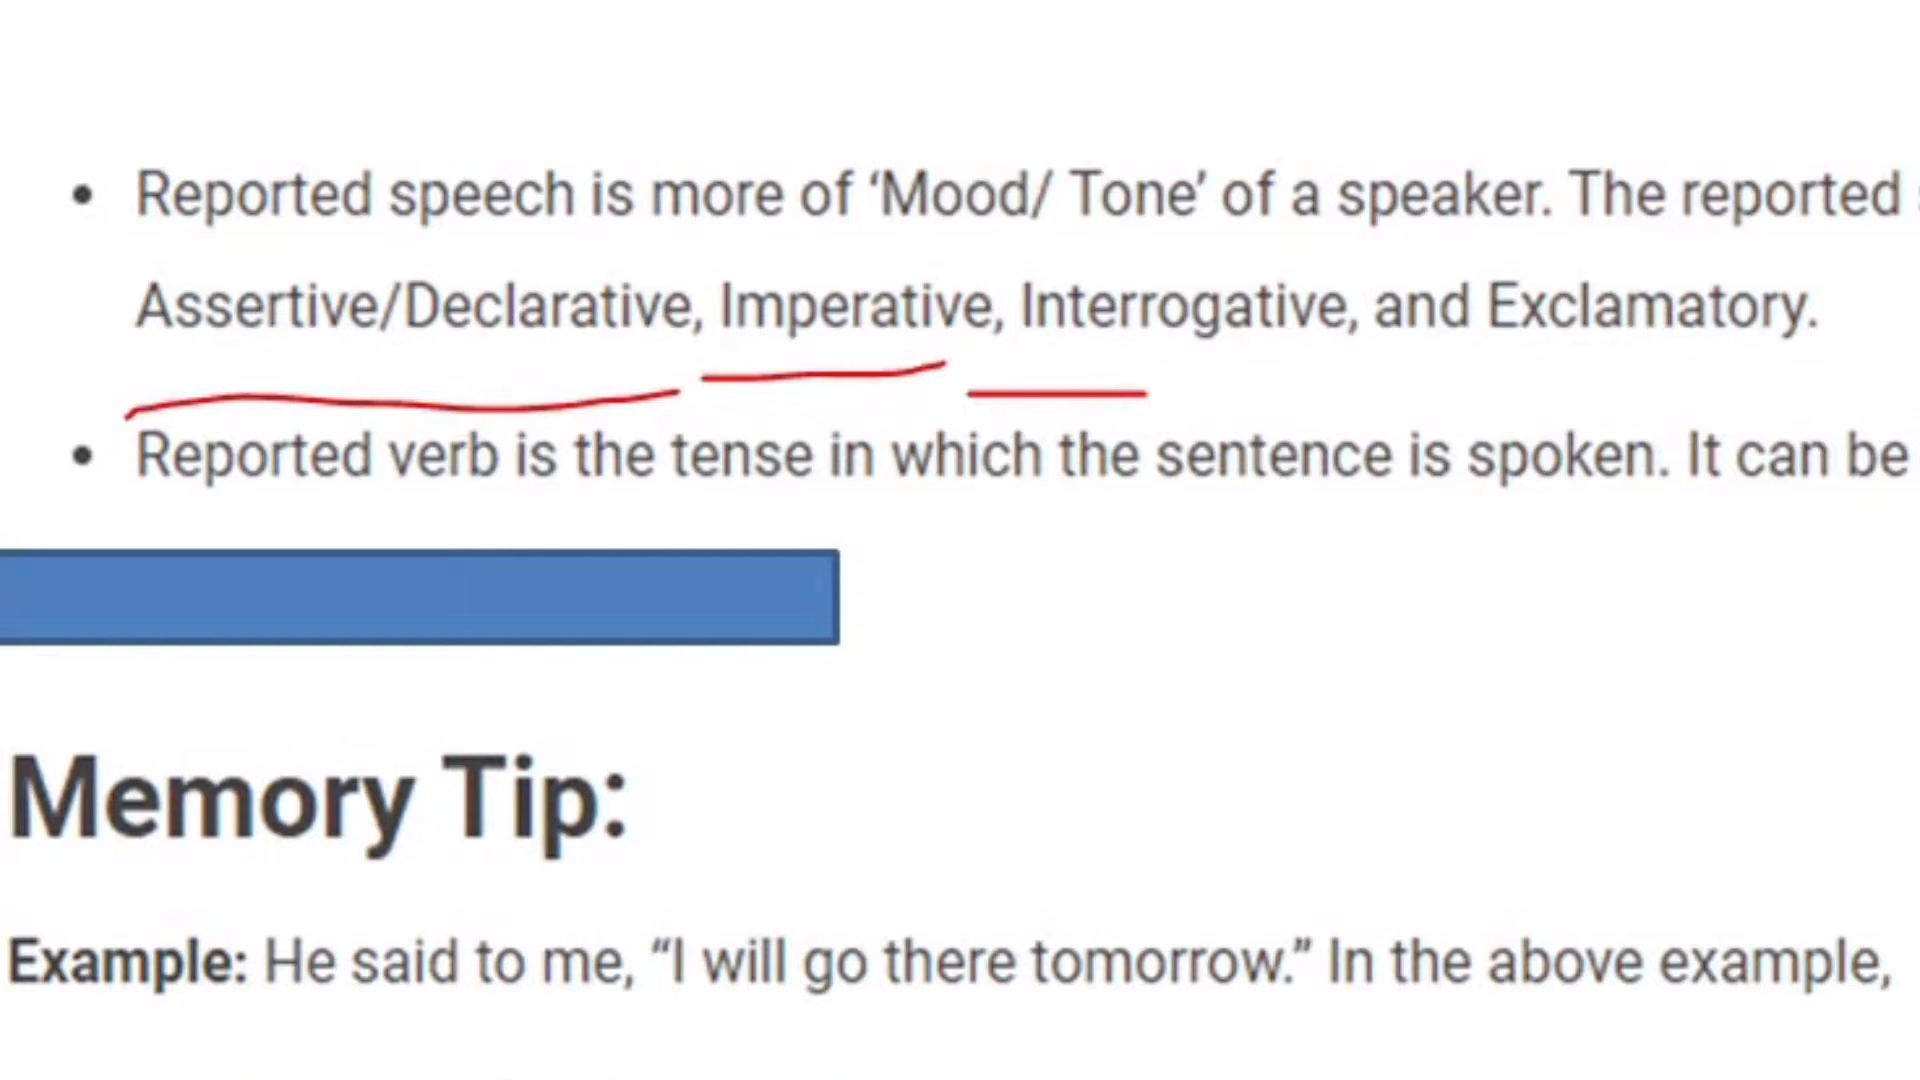 • Reported speech is more of ‘Mood/ Tone’ of a speaker. The reported
Assertive/Declarative, Imperative, Interrogative, and Exclamatory.
• Reported verb is the tense in which the sentence is spoken. It can be
Memory Tip:
Example: He said to me, “I will go there tomorrow.” In the above example,